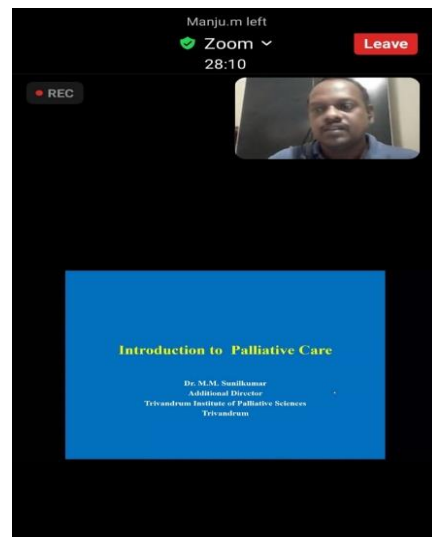 Manju.m left
Zoom
Leave
28:10
REC
Introduction to Palliative Care
Dr. M.M. Sunilkumar
Additional Director
Trivandrum Institute of Palliative Sciences
Trivandrum